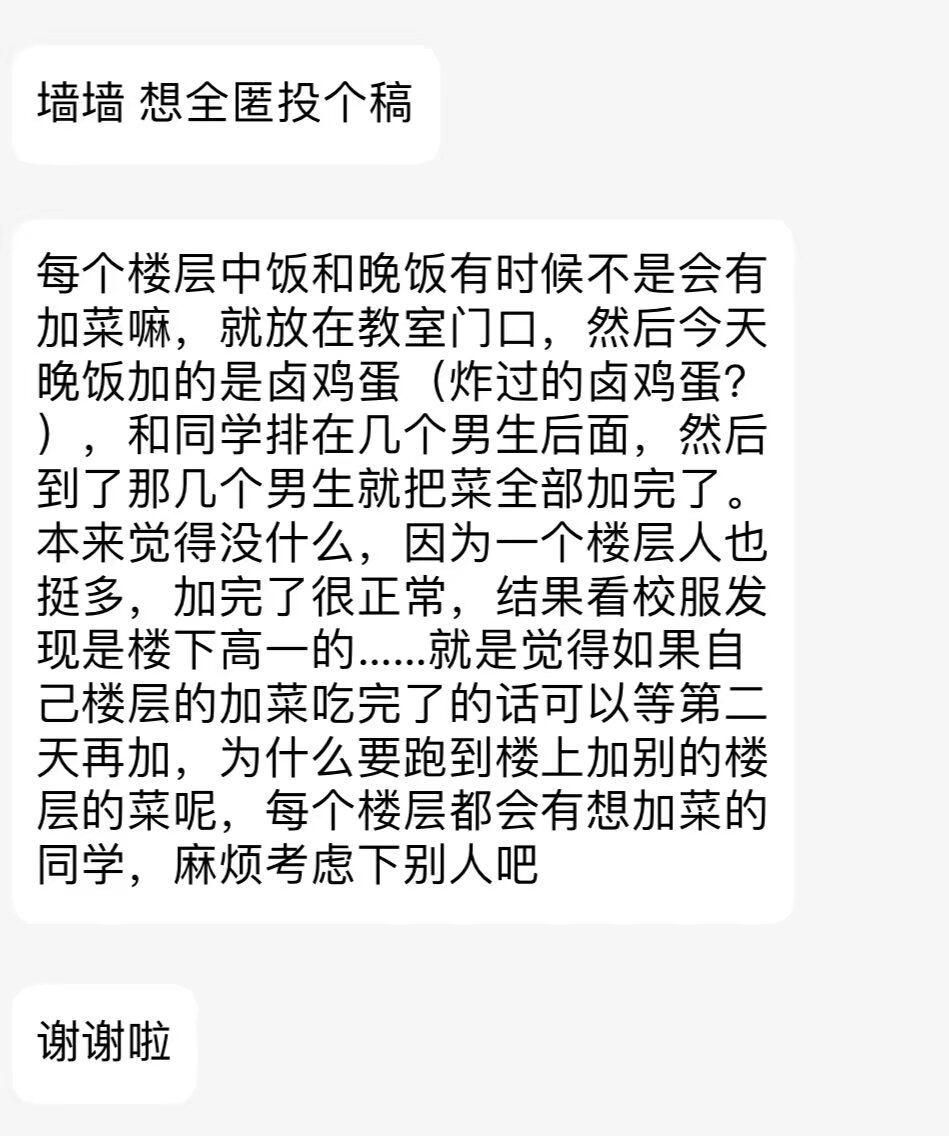 墙墙 想全匿投个稿
每个楼层中饭和晚饭有时候不是会有
加菜嘛，就放在教室门口，然后今天
晚饭加的是卤鸡蛋（炸过的卤鸡蛋？
），和同学排在几个男生后面，然后
到了那几个男生就把菜全部加完了。
本来觉得没什么，因为一个楼层人也
挺多，加完了很正常，结果看校服发
现是楼下高一的……就是觉得如果自
己楼层的加菜吃完了的话可以等第二
天再加，为什么要跑到楼上加别的楼
层的菜呢，每个楼层都会有想加菜的
同学，麻烦考虑下别人吧
谢谢啦